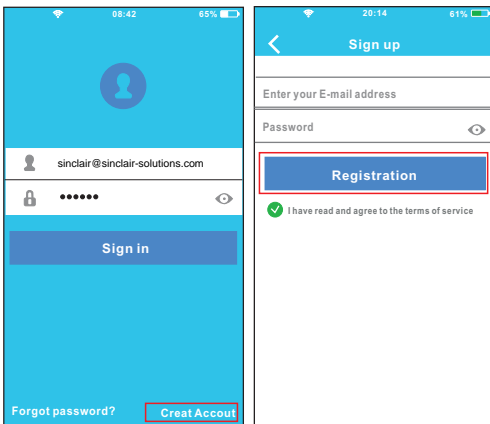 08:42 65%
sinclair@sinclair-solutions.com
••••••
Sign in
Forgot password? Creat Accout
20:14 61%
Sign up
Enter your E-mail address
Password
Registration
I have read and agree to the terms of service